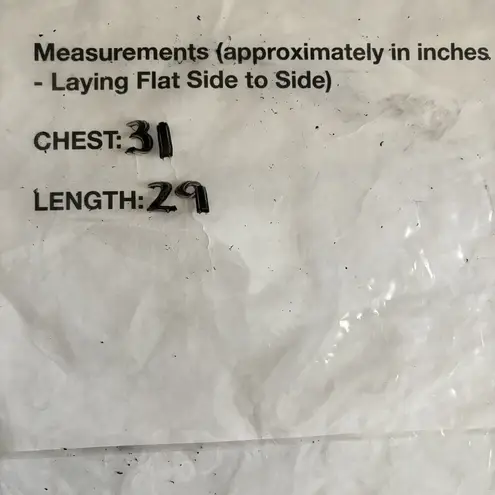 Measurements (approximately in inches
- Laying Flat Side to Side)
CHEST: 31
LENGTH: 29